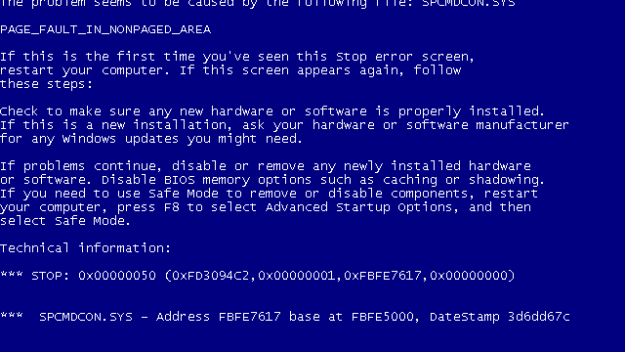 The problem seems to be caused by the following file: SPCMDCON.SYS
PAGE_FAULT_IN_NONPAGED_AREA
If this is the first time you've seen this Stop error screen,
restart your computer. If this screen appears again, follow
these steps:
Check to make sure any new hardware or software is properly installed.
If this is a new installation, ask your hardware or software manufacturer
for any Windows updates you might need.
If problems continue, disable or remove any newly installed hardware
or software. Disable BIOS memory options such as caching or shadowing.
If you need to use Safe Mode to remove or disable components, restart
your computer, press F8 to select Advanced Startup Options, and then
select Safe Mode.
Technical information:
*** STOP: 0x00000050 (0xFD3094C2,0x00000001,0xFBFE7617,0x00000000)
*** SPCMDCON.SYS - Address FBFE7617 base at FBFE5000, DateStamp 3d6dd67c